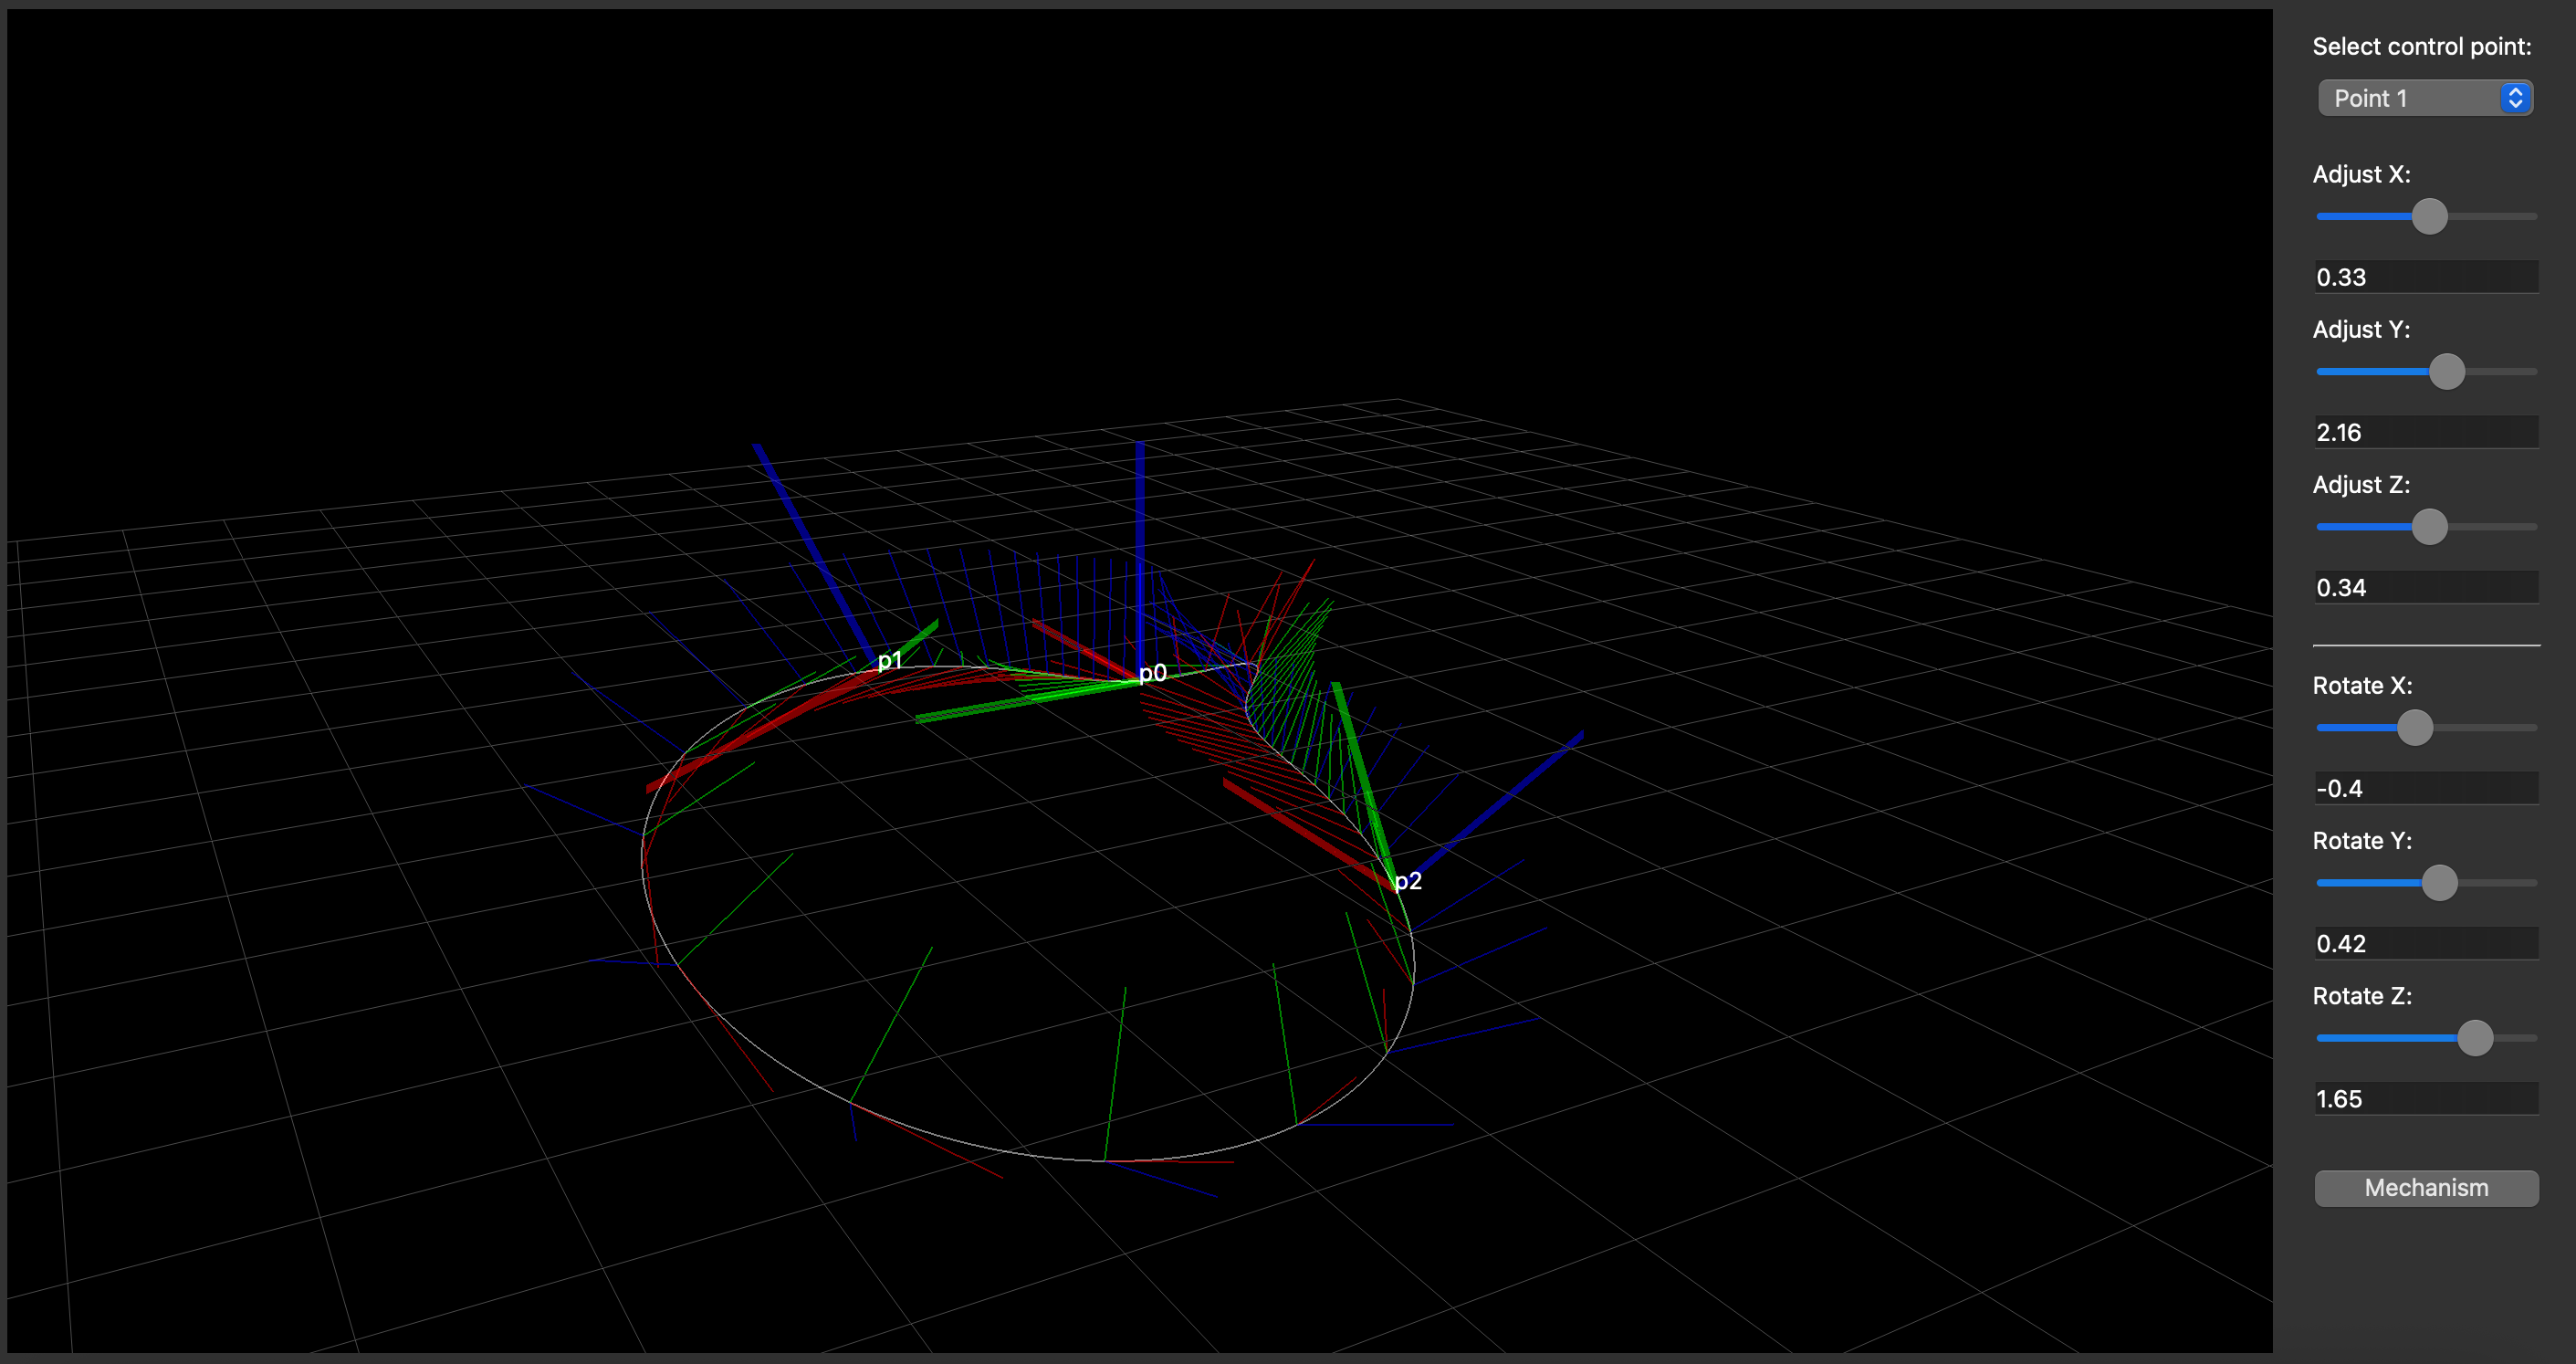 p1
p0
p2
Select control point:
Point 1
Adjust X:
0.33
Adjust Y:
2.16
Adjust Z:
0.34
Rotate X:
-0.4
Rotate Y:
0.42
Rotate Z:
1.65
Mechanism